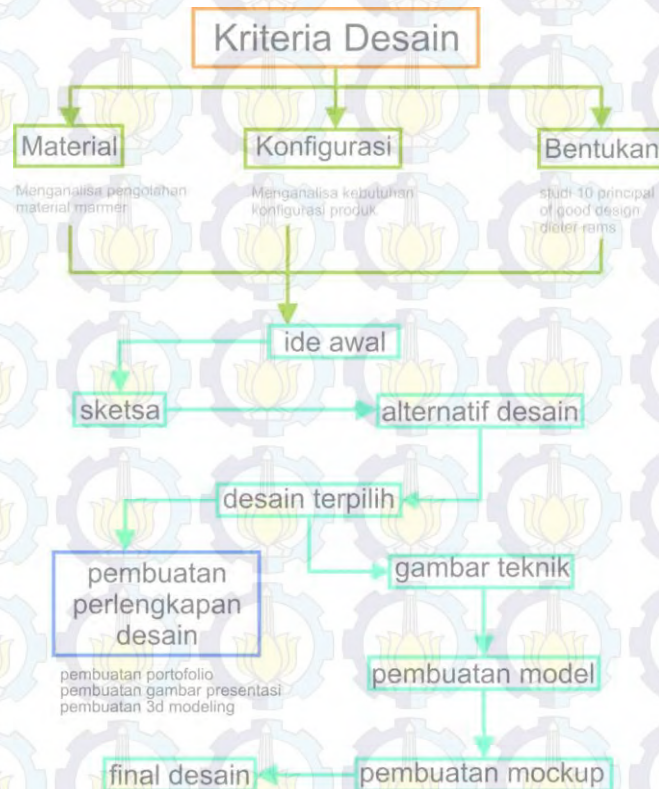 Kriteria Desain
Material
Konfigurasi
Bentukan
Menganalisa pengolahan
material marmer
Menganalisa kebutuhan
konfigurasi produk
studi 10 principal
of good design
dieter rams
ide awal
sketsa
alternatif desain
desain terpilih
pembuatan
perlengkapan
desain
gambar teknik
pembuatan portofolio
pembuatan gambar presentasi
pembuatan 3d modeling
pembuatan model
final desain
pembuatan mockup